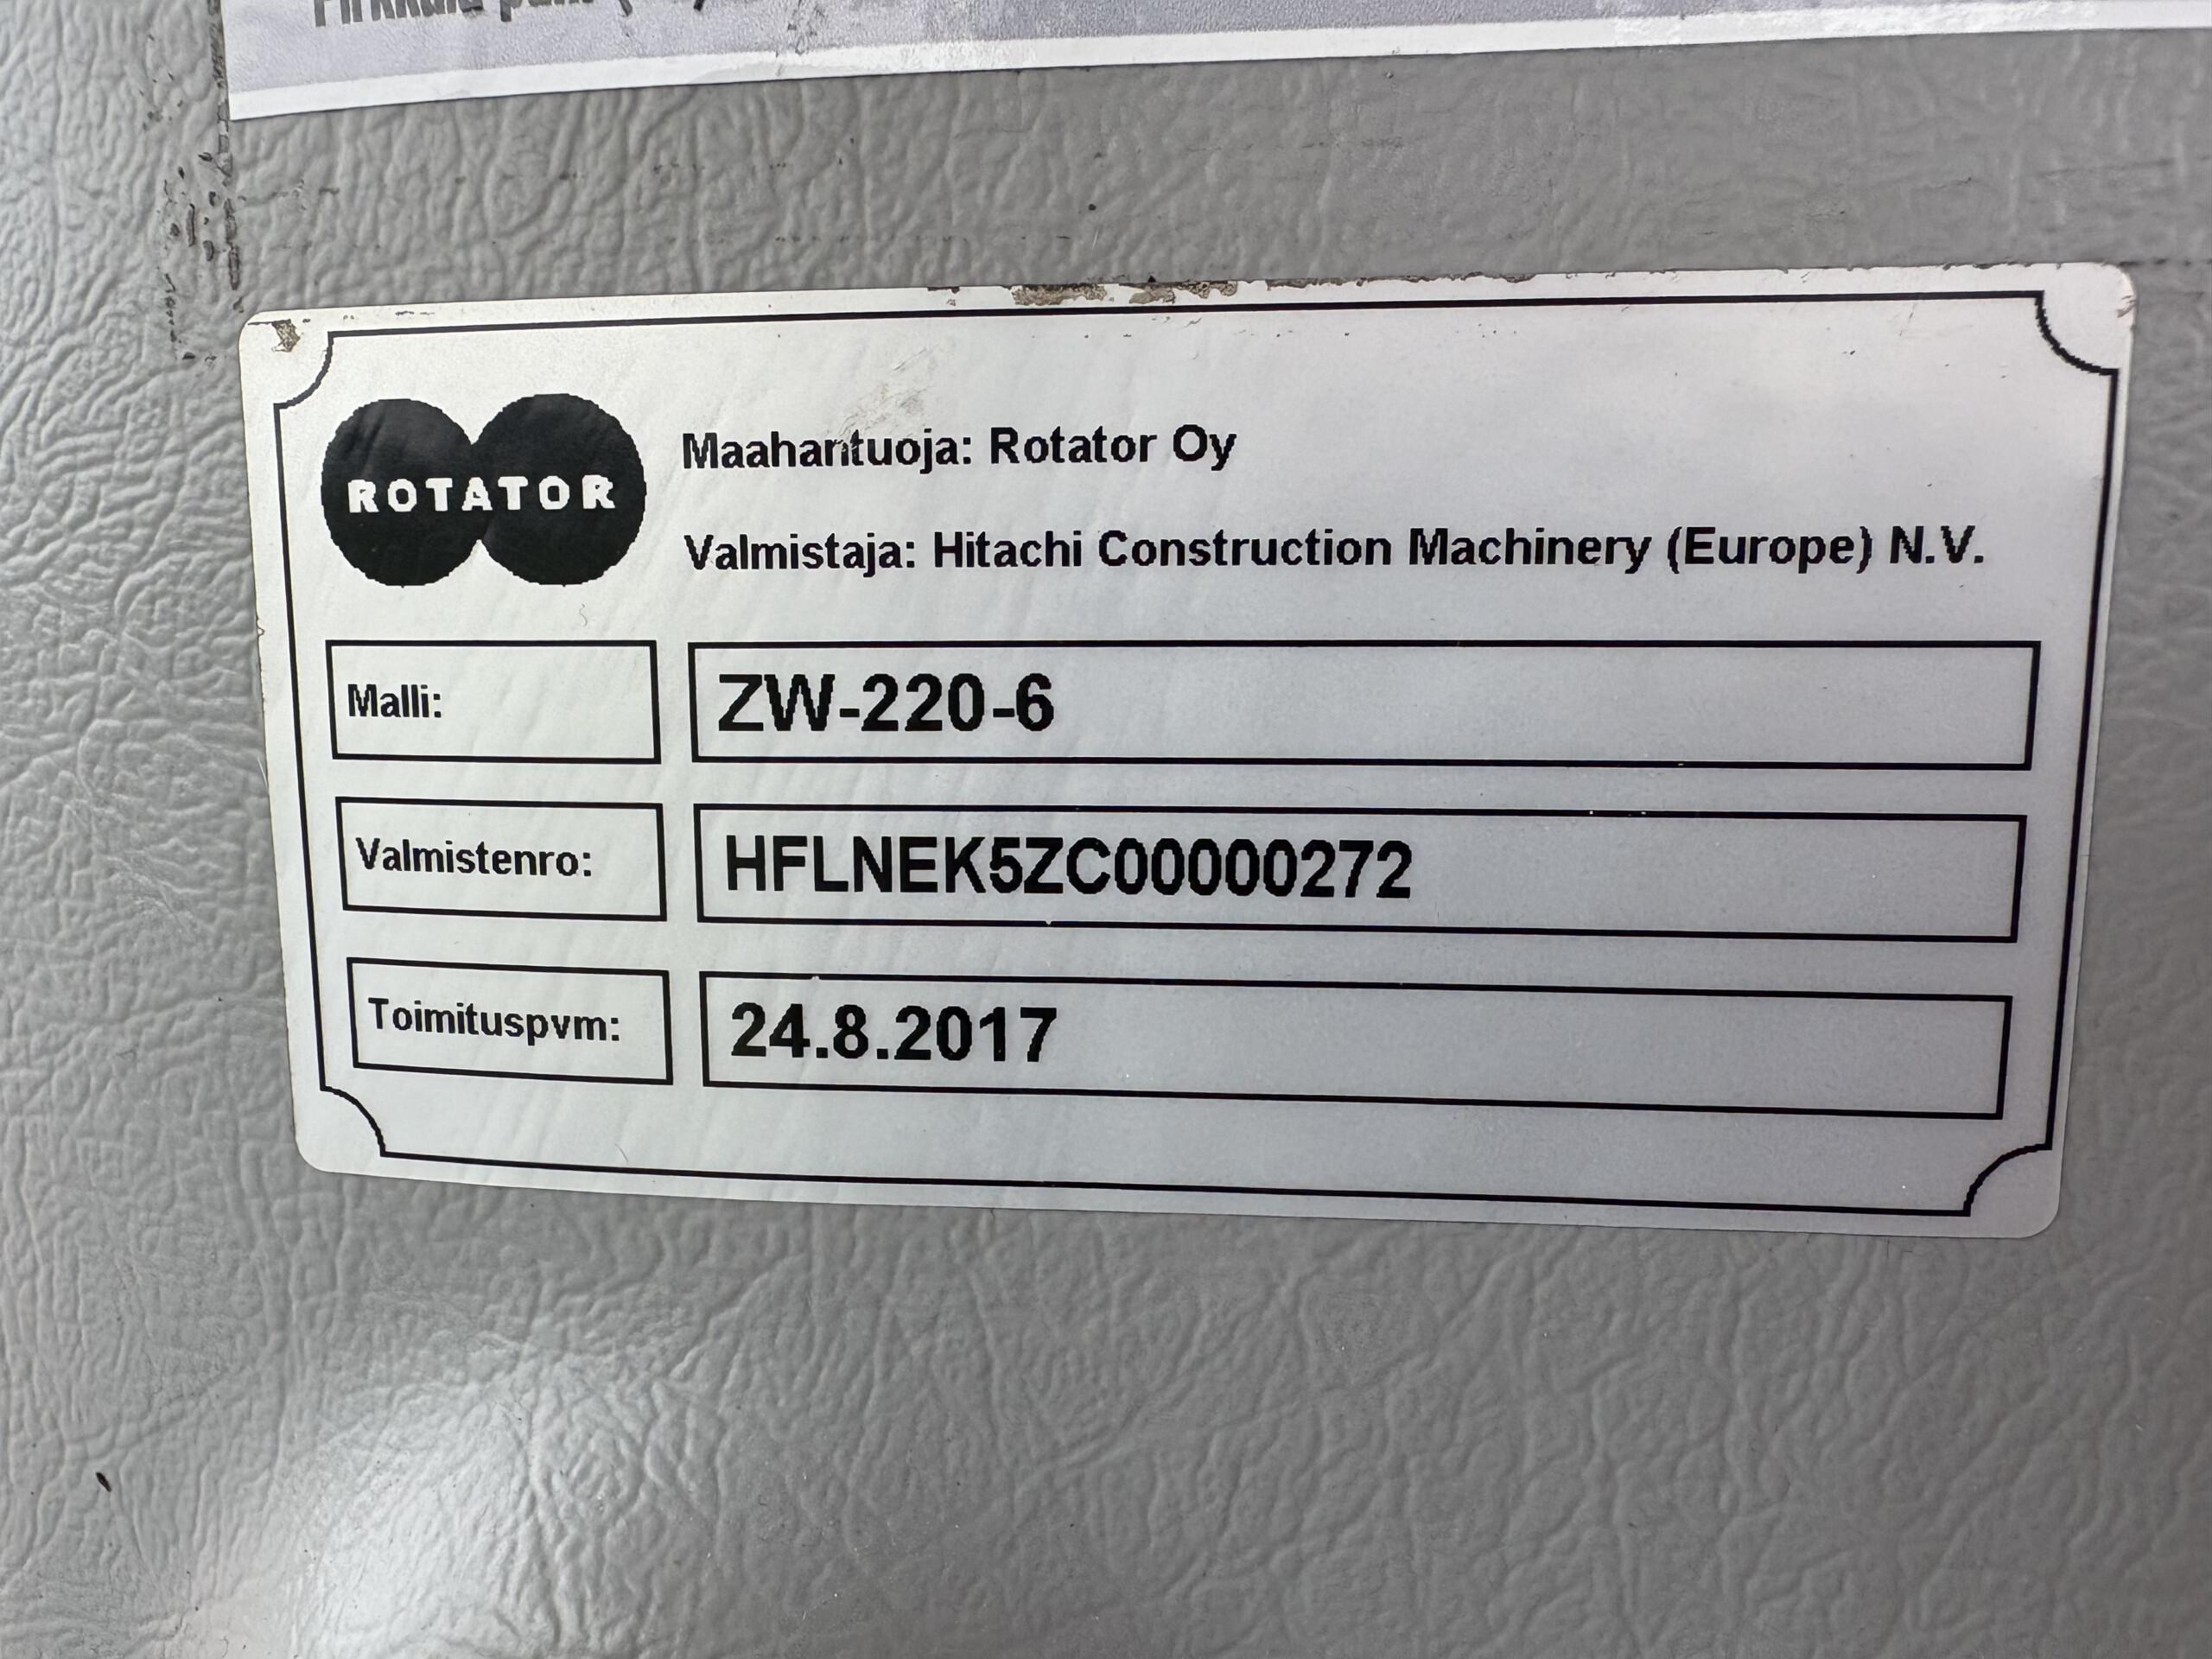 ROTATOR
Maahantuoja: Rotator Oy
Valmistaja: Hitachi Construction Machinery (Europe) N.V.
Malli: ZW-220-6
Valmistenro: HFLNEK5ZC00000272
Toimituspvm: 24.8.2017